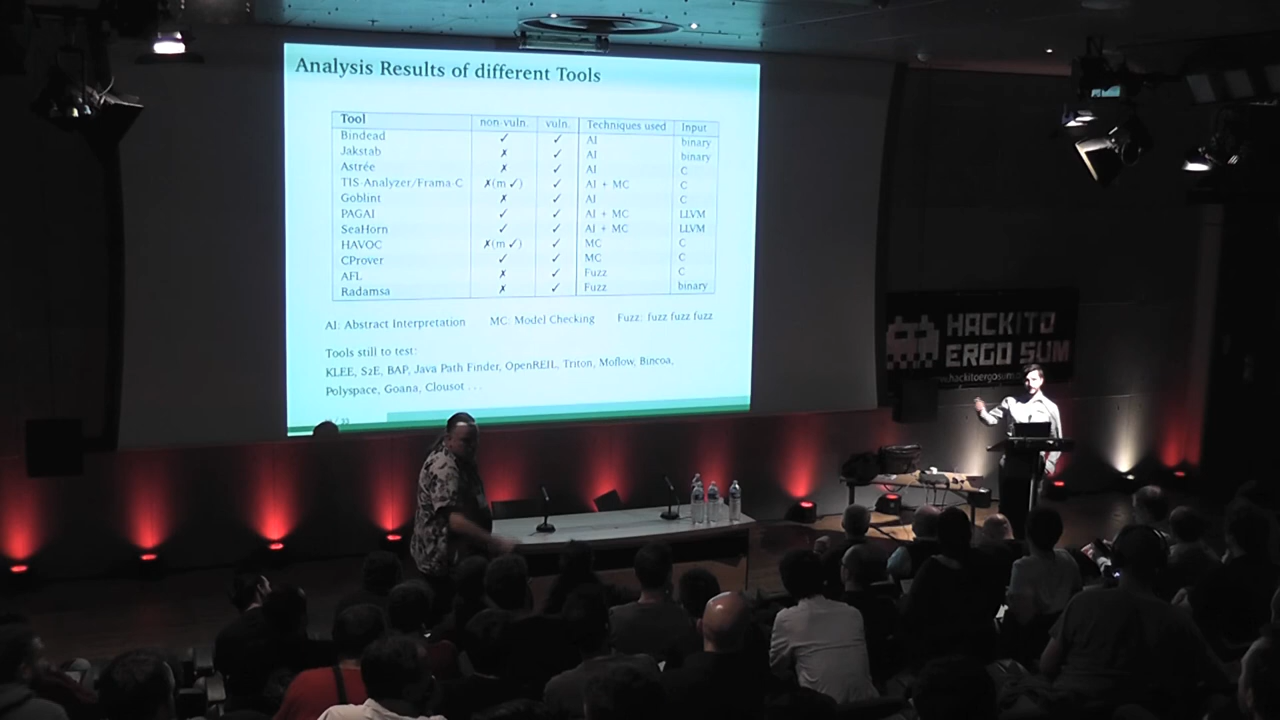 Analysis Results of different Tools
Tool non-vuln. vuln. Techniques used Input
Bindead ✓ ✓ AI binary
Jakstab ✗ ✓ AI binary
Astrée ✗ ✓ AI C
TIS-Analyzer/Frama-C ✗(m ✓) ✓ AI + MC C
Goblint ✗ ✓ AI C
PAGAI ✓ ✓ AI + MC LLVM
SeaHorn ✓ ✓ AI + MC LLVM
HAVOC ✗(m ✓) ✓ MC C
CProver ✓ ✓ MC C
AFL ✗ ✓ Fuzz C
Radamsa ✗ ✓ Fuzz binary
AI: Abstract Interpretation MC: Model Checking Fuzz: fuzz fuzz fuzz
Tools still to test:
KLEE, S2E, BAP, Java Path Finder, OpenREIL, Triton, Moflow, Bincoa,
Polyspace, Goana, Clousot . . .
HACKITO
ERGO SUM